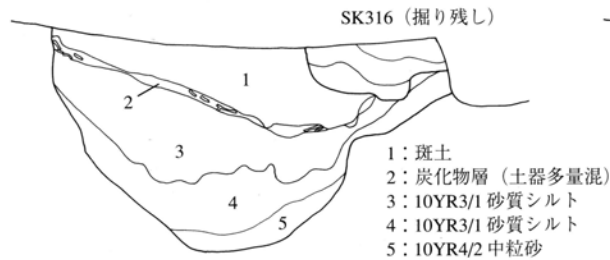 SK316（掘り残し）
1
2
3
4
5
1：斑土
2：炭化物層（土器多量混）
3：10YR3/1 砂質シルト
4：10YR3/1 砂質シルト
5：10YR4/2 中粒砂